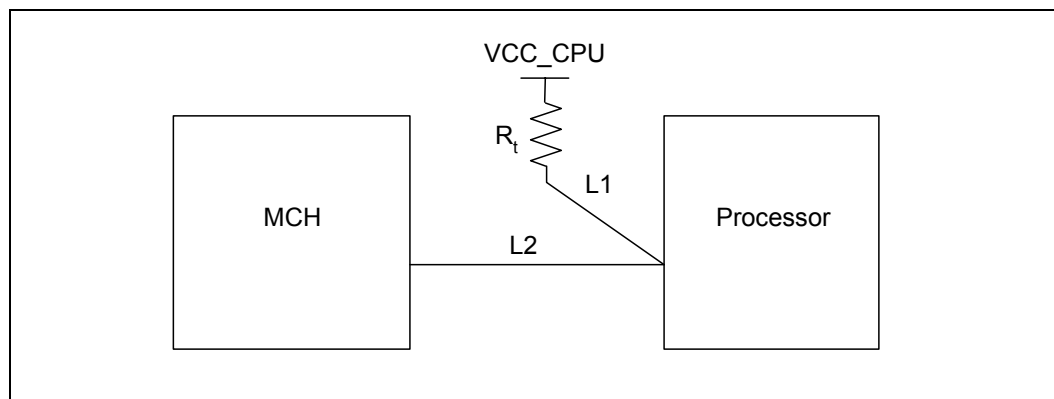 VCC_CPU
Rt
L1
MCH
Processor
L2